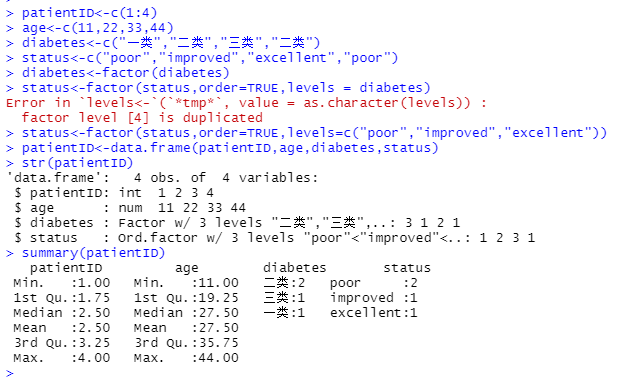 > patientID<-c(1:4)
> age<-c(11,22,33,44)
> diabetes<-c("一类","二类","三类","二类")
> status<-c("poor","improved","excellent","poor")
> diabetes<-factor(diabetes)
> status<-factor(status,order=TRUE,levels = diabetes)
Error in `levels<-`(`*tmp*`, value = as.character(levels)) :
  factor level [4] is duplicated
> status<-factor(status,order=TRUE,levels=c("poor","improved","excellent"))
> patientID<-data.frame(patientID,age,diabetes,status)
> str(patientID)
'data.frame':   4 obs. of  4 variables:
 $ patientID: int  1 2 3 4
 $ age      : num  11 22 33 44
 $ diabetes : Factor w/ 3 levels "二类","三类",..: 3 1 2 1
 $ status   : Ord.factor w/ 3 levels "poor"<"improved"<..: 1 2 3 1
> summary(patientID)
   patientID         age        diabetes       status
 Min.   :1.00   Min.   :11.00   二类:2   poor     :2
 1st Qu.:1.75   1st Qu.:19.25   三类:1   improved :1
 Median :2.50   Median :27.50   一类:1   excellent:1
 Mean   :2.50   Mean   :27.50
 3rd Qu.:3.25   3rd Qu.:35.75
 Max.   :4.00   Max.   :44.00
>